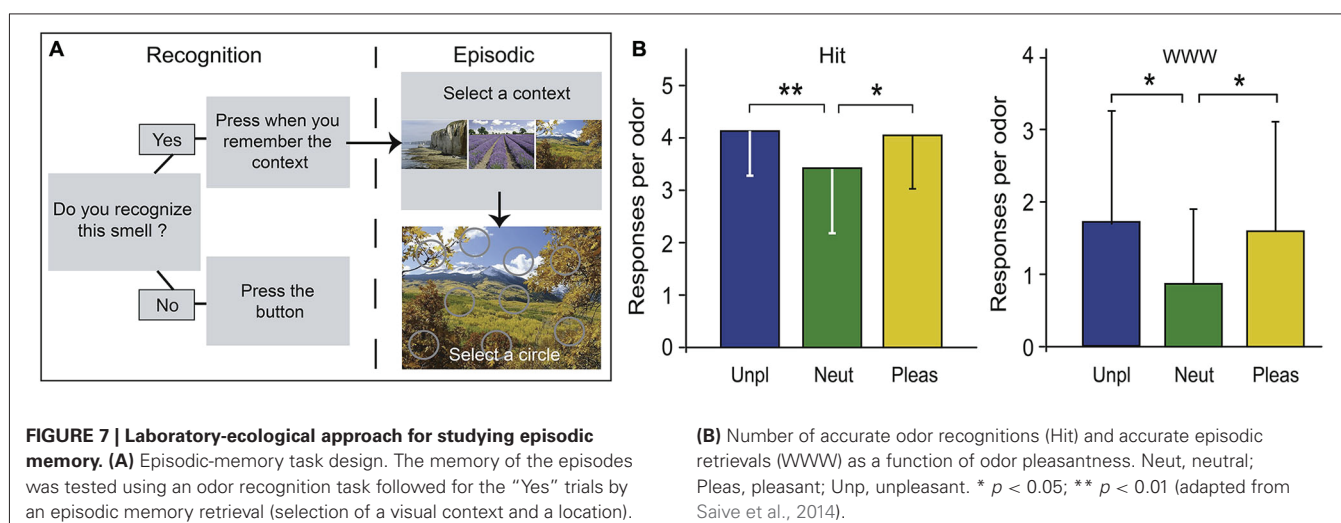 A
Recognition
Episodic
Yes
Press when you
remember the
context
Do you recognize
this smell ?
No
Press the
button
Select a context
Select a circle
B
Hit
Responses per odor
5
4
3
2
1
0
**
*
Unpl Neut Pleas
WWW
Responses per odor
4
3
2
1
0
*
*
Unpl Neut Pleas
FIGURE 7 | Laboratory-ecological approach for studying episodic
memory. (A) Episodic-memory task design. The memory of the episodes
was tested using an odor recognition task followed for the “Yes” trials by
an episodic memory retrieval (selection of a visual context and a location).
(B) Number of accurate odor recognitions (Hit) and accurate episodic
retrievals (WWW) as a function of odor pleasantness. Neut, neutral;
Pleas, pleasant; Unp, unpleasant. * p < 0.05; ** p < 0.01 (adapted from
Saive et al., 2014).